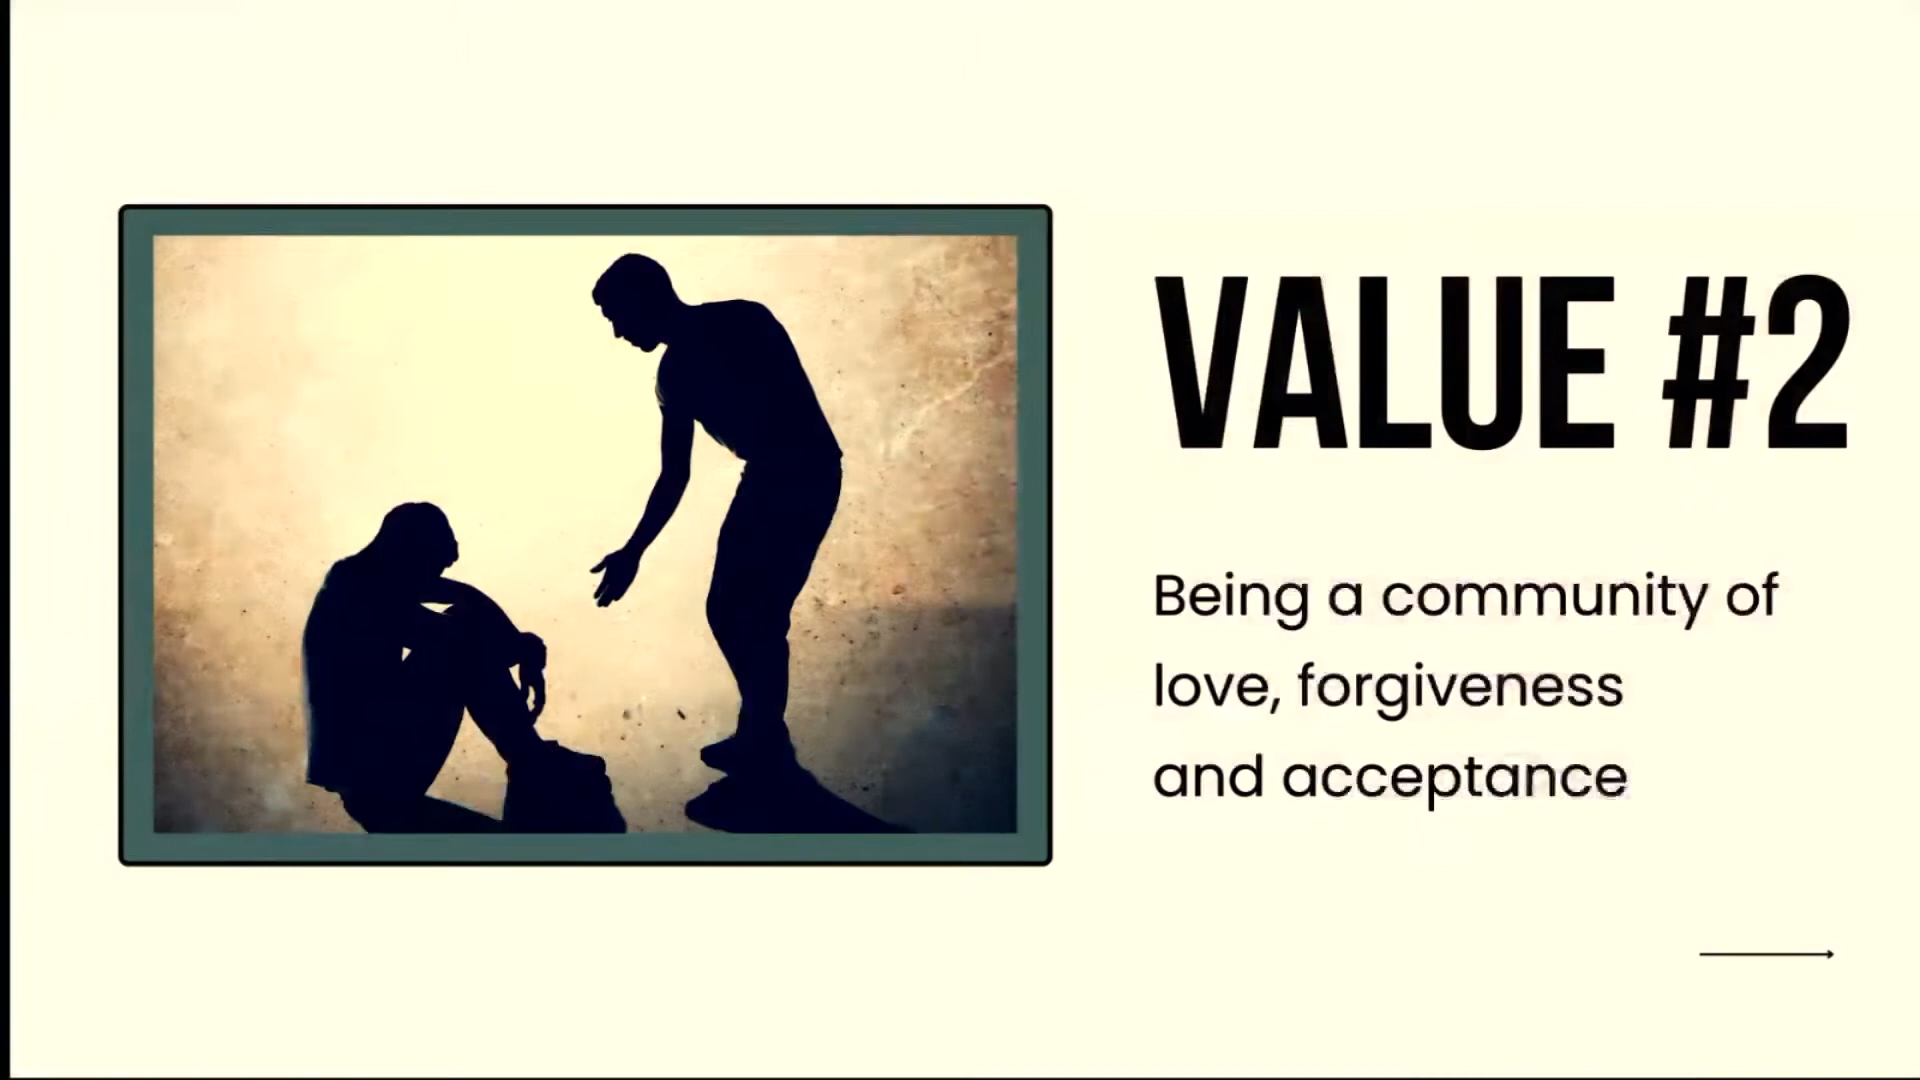 VALUE #2
Being a community of
love, forgiveness
and acceptance